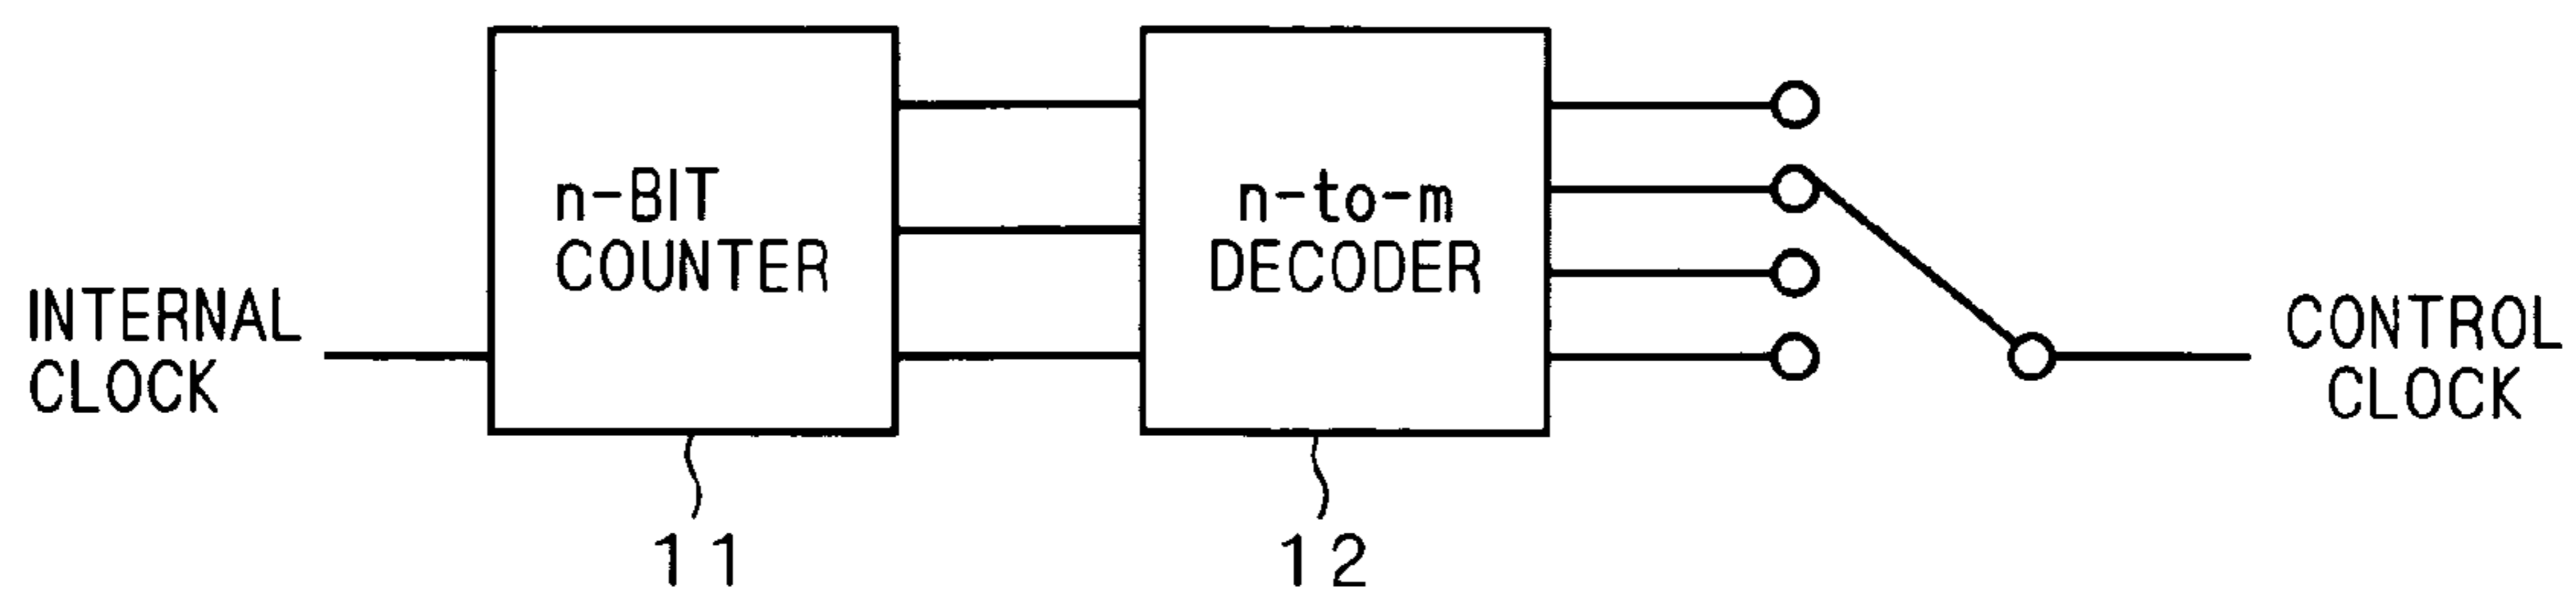 INTERNAL
CLOCK
n-BIT
COUNTER
n-to-m
DECODER
CONTROL
CLOCK
11
12